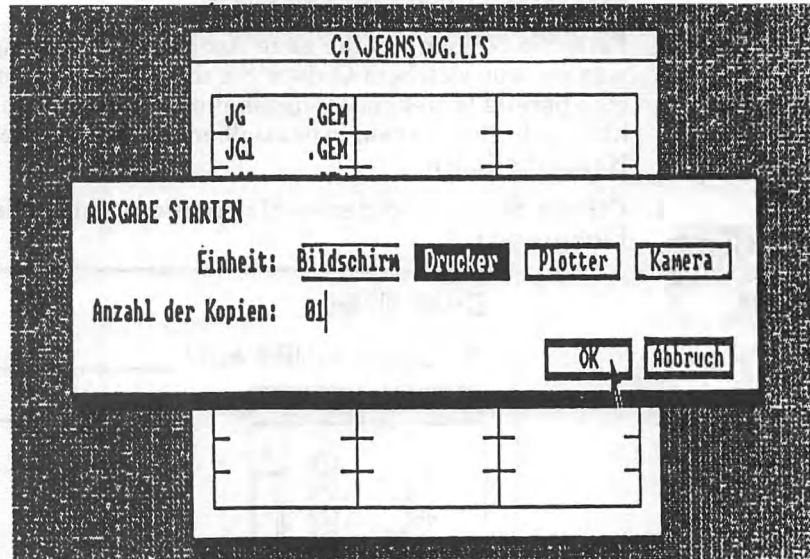 C:\JEANS\JG.LIS
JG .GEM
JG1 .GEM
AUSGABE STARTEN
Einheit: Bildschirm Drucker Plotter Kamera
Anzahl der Kopien: 01
OK Abbruch